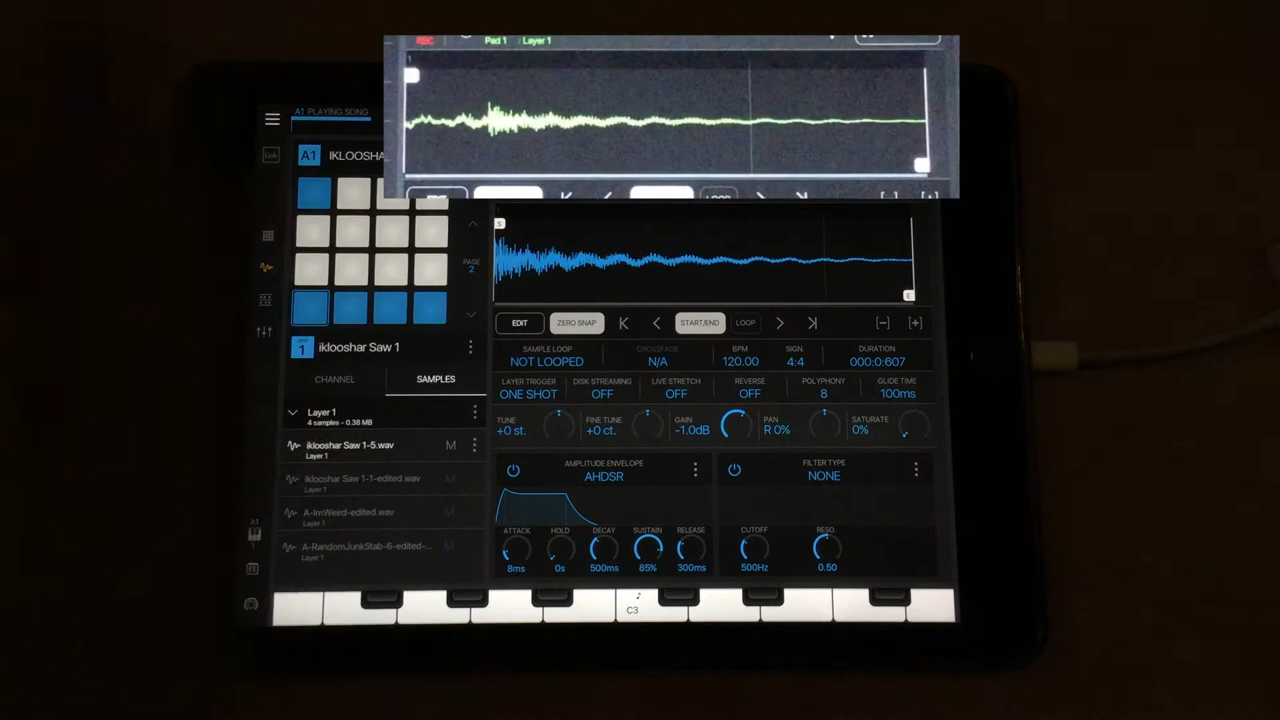 REC
Pad 1 Layer 1
A1 PLAYING SONG
Link
A1 IKLOOSHA
PAGE
2
S
E
EDIT ZERO SNAP START/END LOOP [-] [+]
SAMPLE LOOP CROSSFADE BPM SIGN DURATION
NOT LOOPED N/A 120.00 4:4 000:0:607
LAYER TRIGGER DISK STREAMING LIVE STRETCH REVERSE POLYPHONY GLIDE TIME
ONE SHOT OFF OFF OFF 8 100ms
TUNE FINE TUNE GAIN PAN SATURATE
+0 st. +0 ct. -1.0dB R 0% 0%
1 iklooshar Saw 1
CHANNEL SAMPLES
Layer 1
4 samples - 0.38 MB
iklooshar Saw 1-5.wav M
Layer 1
iklooshar Saw 1-1-edited.wav M
Layer 1
A-ImWeird-edited.wav M
Layer 1
A-RandomJunkStab-6-edited-... M
Layer 1
AMPLITUDE ENVELOPE
AHDSR
FILTER TYPE
NONE
ATTACK HOLD DECAY SUSTAIN RELEASE CUTOFF RESO.
8ms 0s 500ms 85% 300ms 500Hz 0.50
A1
C3